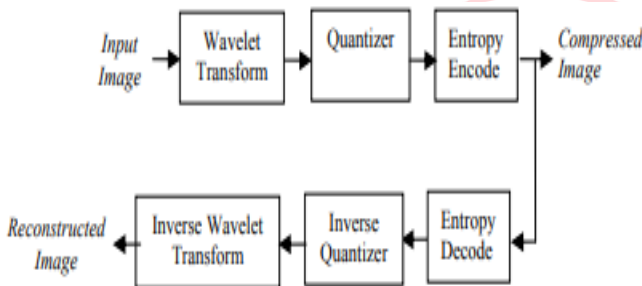 Input
Image
Wavelet
Transform
Quantizer
Entropy
Encode
Compressed
Image
Reconstructed
Image
Inverse Wavelet
Transform
Inverse
Quantizer
Entropy
Decode